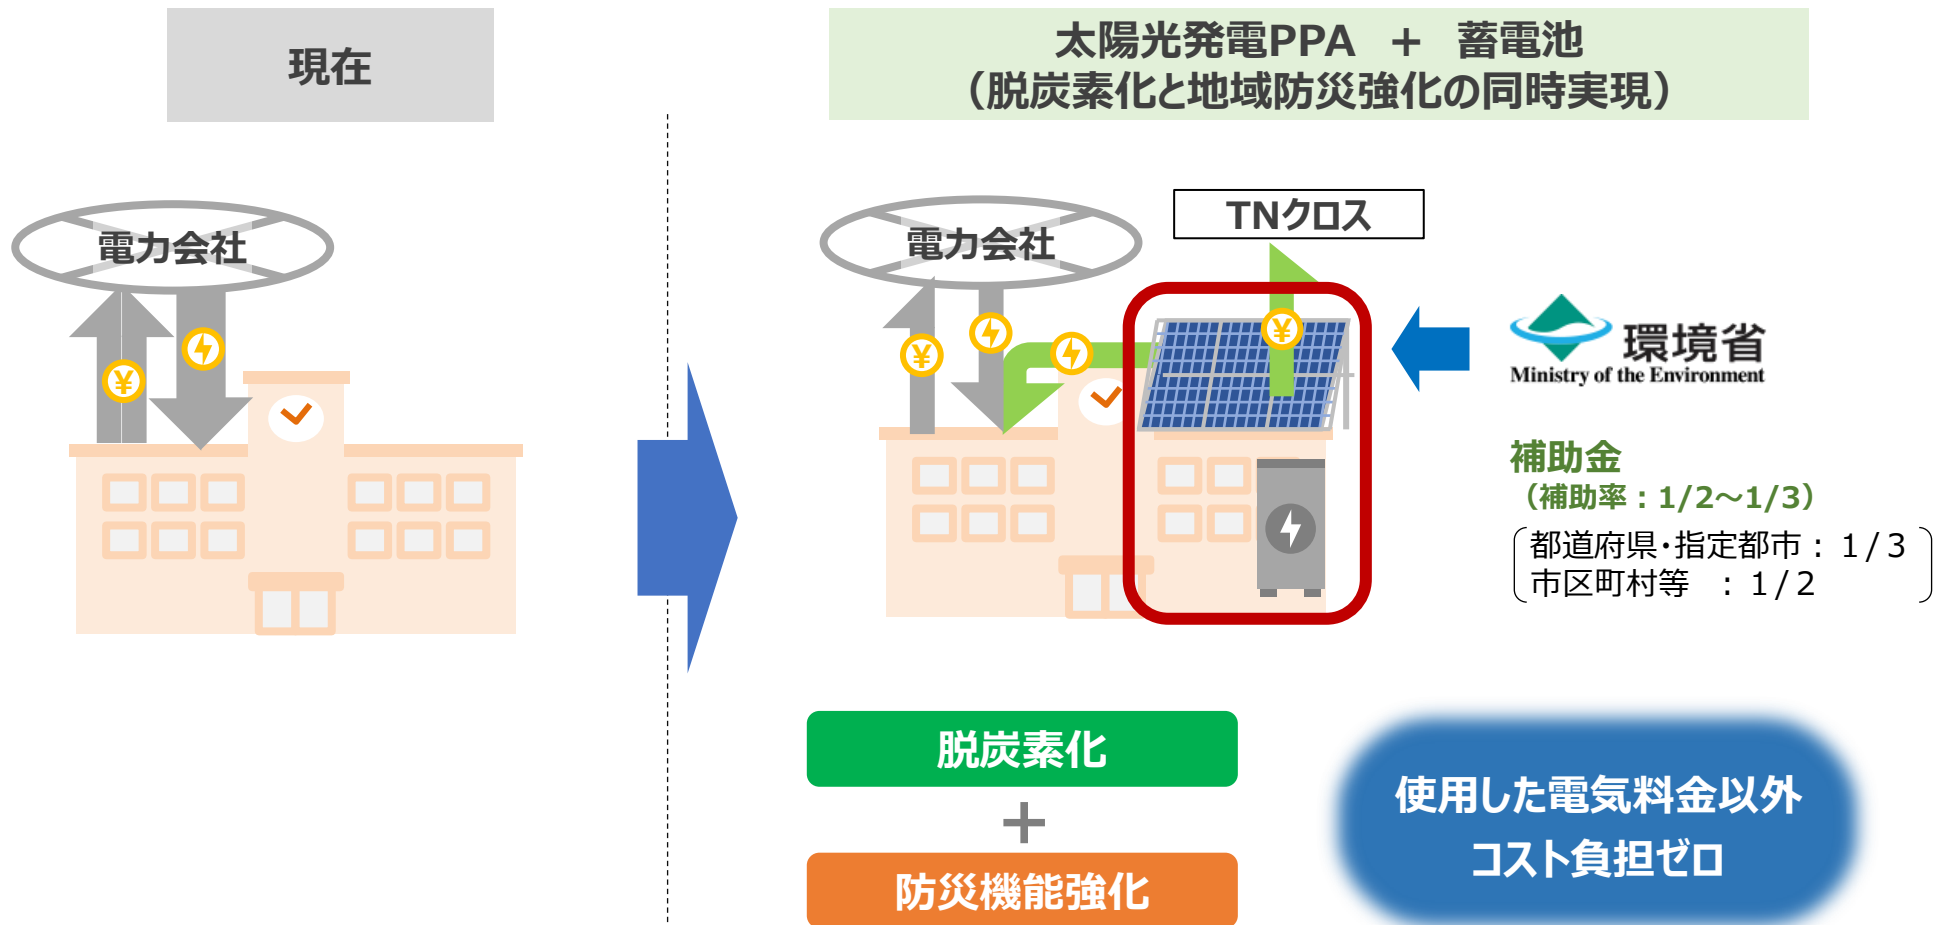 現在
太陽光発電PPA ＋ 蓄電池
（脱炭素化と地域防災強化の同時実現）
電力会社
¥
電力会社
TNクロス
¥
¥
環境省
Ministry of the Environment
補助金
（補助率：1/2～1/3）
都道府県・指定都市：１/３
市区町村等 ：１/２
脱炭素化
＋
防災機能強化
使用した電気料金以外
コスト負担ゼロ